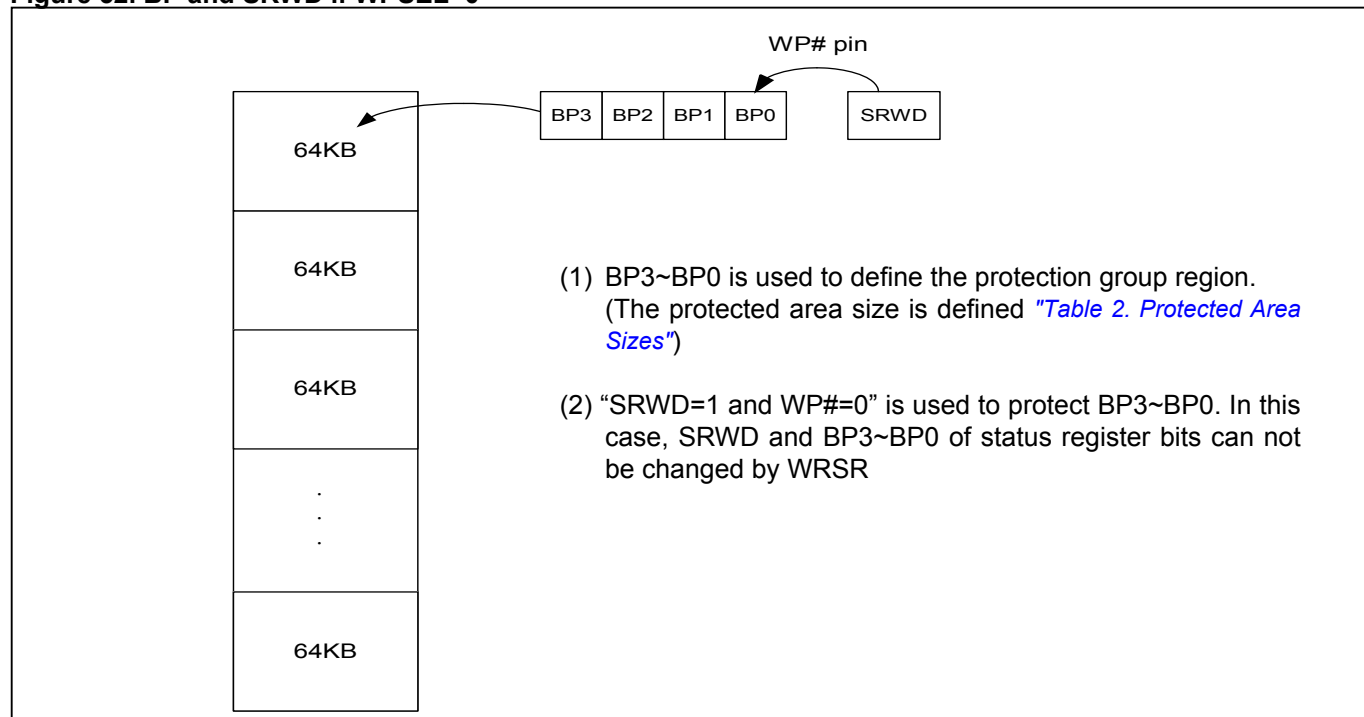 WP# pin
BP3 BP2 BP1 BP0 SRWD
64KB
64KB
(1) BP3~BP0 is used to define the protection group region.
(The protected area size is defined "Table 2. Protected Area
Sizes")
64KB
(2) “SRWD=1 and WP#=0” is used to protect BP3~BP0. In this
case, SRWD and BP3~BP0 of status register bits can not
be changed by WRSR
.
.
.
64KB